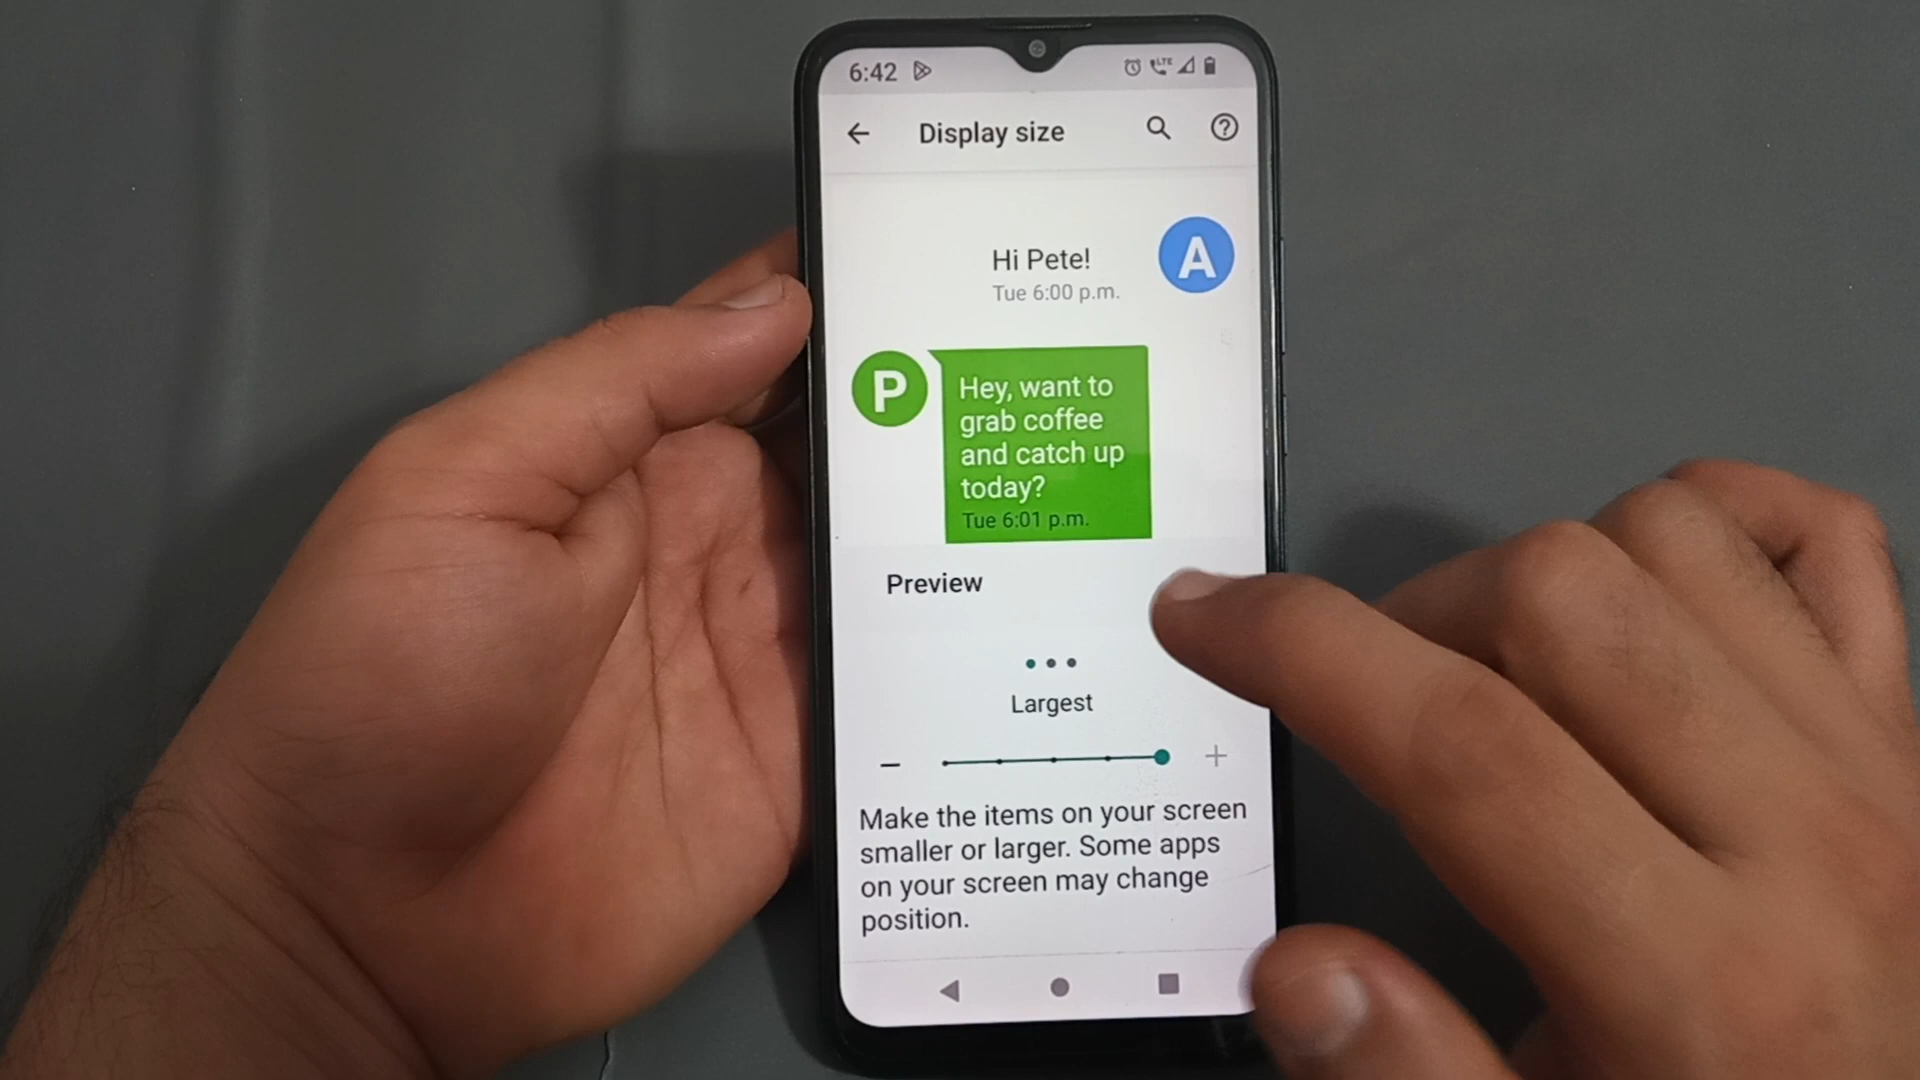 6:42
LTE
Display size
Hi Pete!
A
Tue 6:00 p.m.
P
Hey, want to
grab coffee
and catch up
today?
Tue 6:01 p.m.
Preview
Largest
Make the items on your screen
smaller or larger. Some apps
on your screen may change
position.